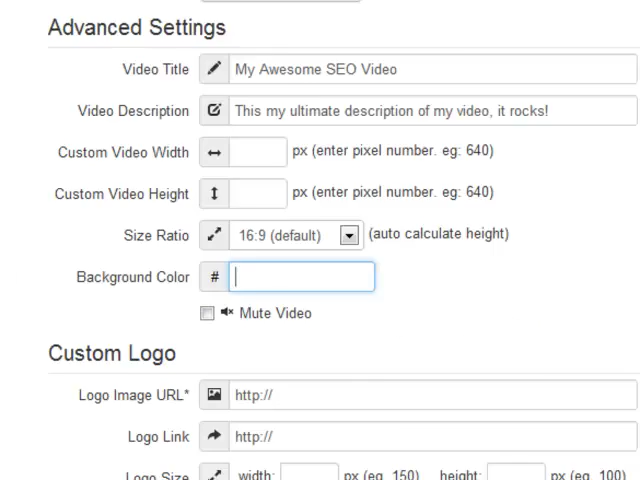 Advanced Settings
Video Title My Awesome SEO Video
Video Description This my ultimate description of my video, it rocks!
Custom Video Width px (enter pixel number. eg: 640)
Custom Video Height px (enter pixel number. eg: 640)
Size Ratio 16:9 (default) (auto calculate height)
Background Color #
Mute Video
Custom Logo
Logo Image URL* http://
Logo Link http://
Logo Size width: px (eg. 150) height: px (eg. 100)